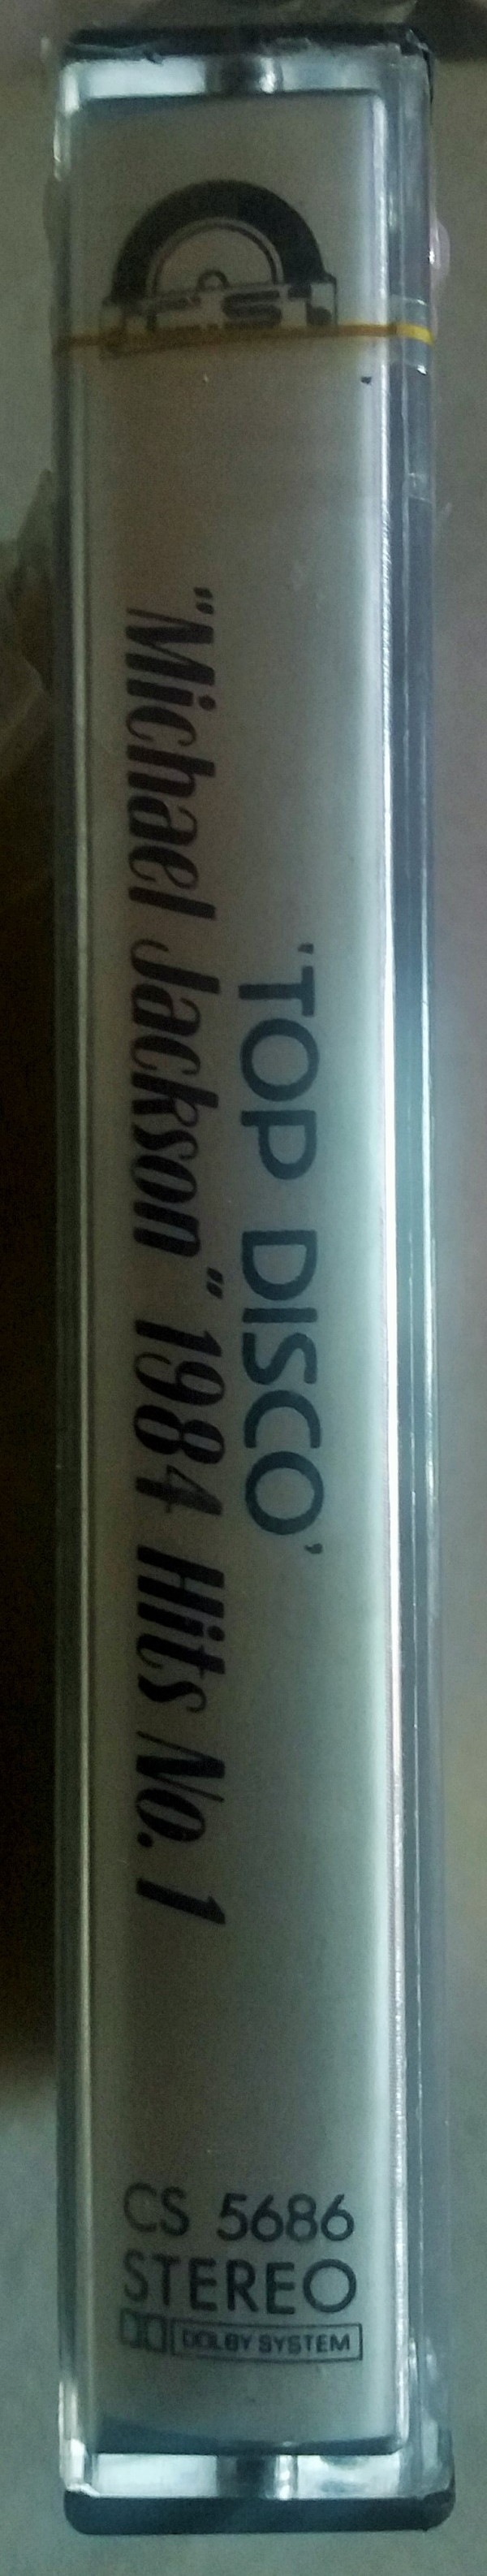 'TOP DISCO'
"Michael Jackson" 1984 Hits No. 1
CS 5686
STEREO
DOLBY SYSTEM